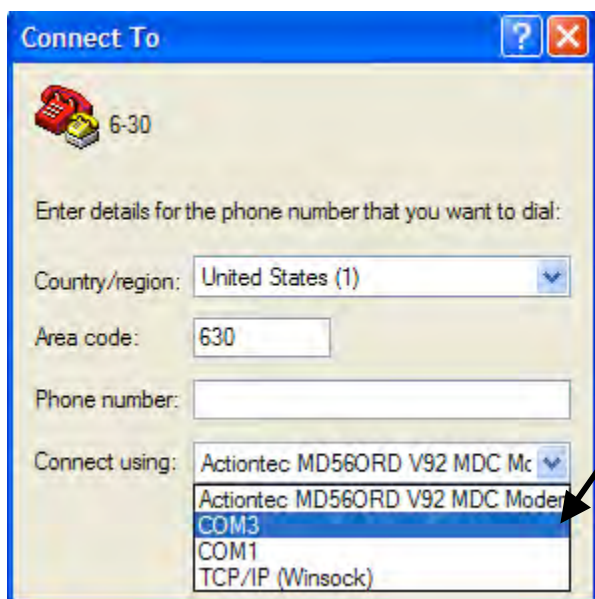 Connect To
6-30
Enter details for the phone number that you want to dial:
Country/region: United States (1)
Area code: 630
Phone number:
Connect using: Actiontec MD56ORD V92 MDC Mc
Actiontec MD56ORD V92 MDC Moder
COM3
COM1
TCP/IP (Winsock)